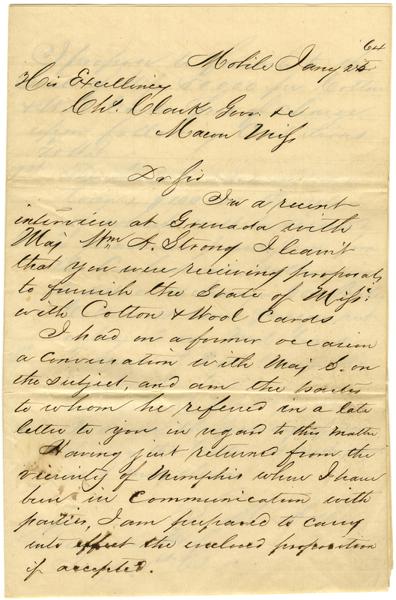 64
Mobile Jany 25
His Excellency
Chs. Clark Gov. &c
Macon Miss
Dr Sir
In a recent
interview at Grenada with
Maj Wm A. Strong I learnt
that you were receiving proposals
to furnish the State of Miss.
with Cotton & Wool Cards
I had on a former occasion
a conversation with Maj S. on
the subject, and am the parties
to whom he refered in a late
letter to you in regard to this matter
Having just returned from the
vicinity of Memphis where I have
been in communication with
parties, I am prepared to carry
into effect the enclosed proposition
if accepted.